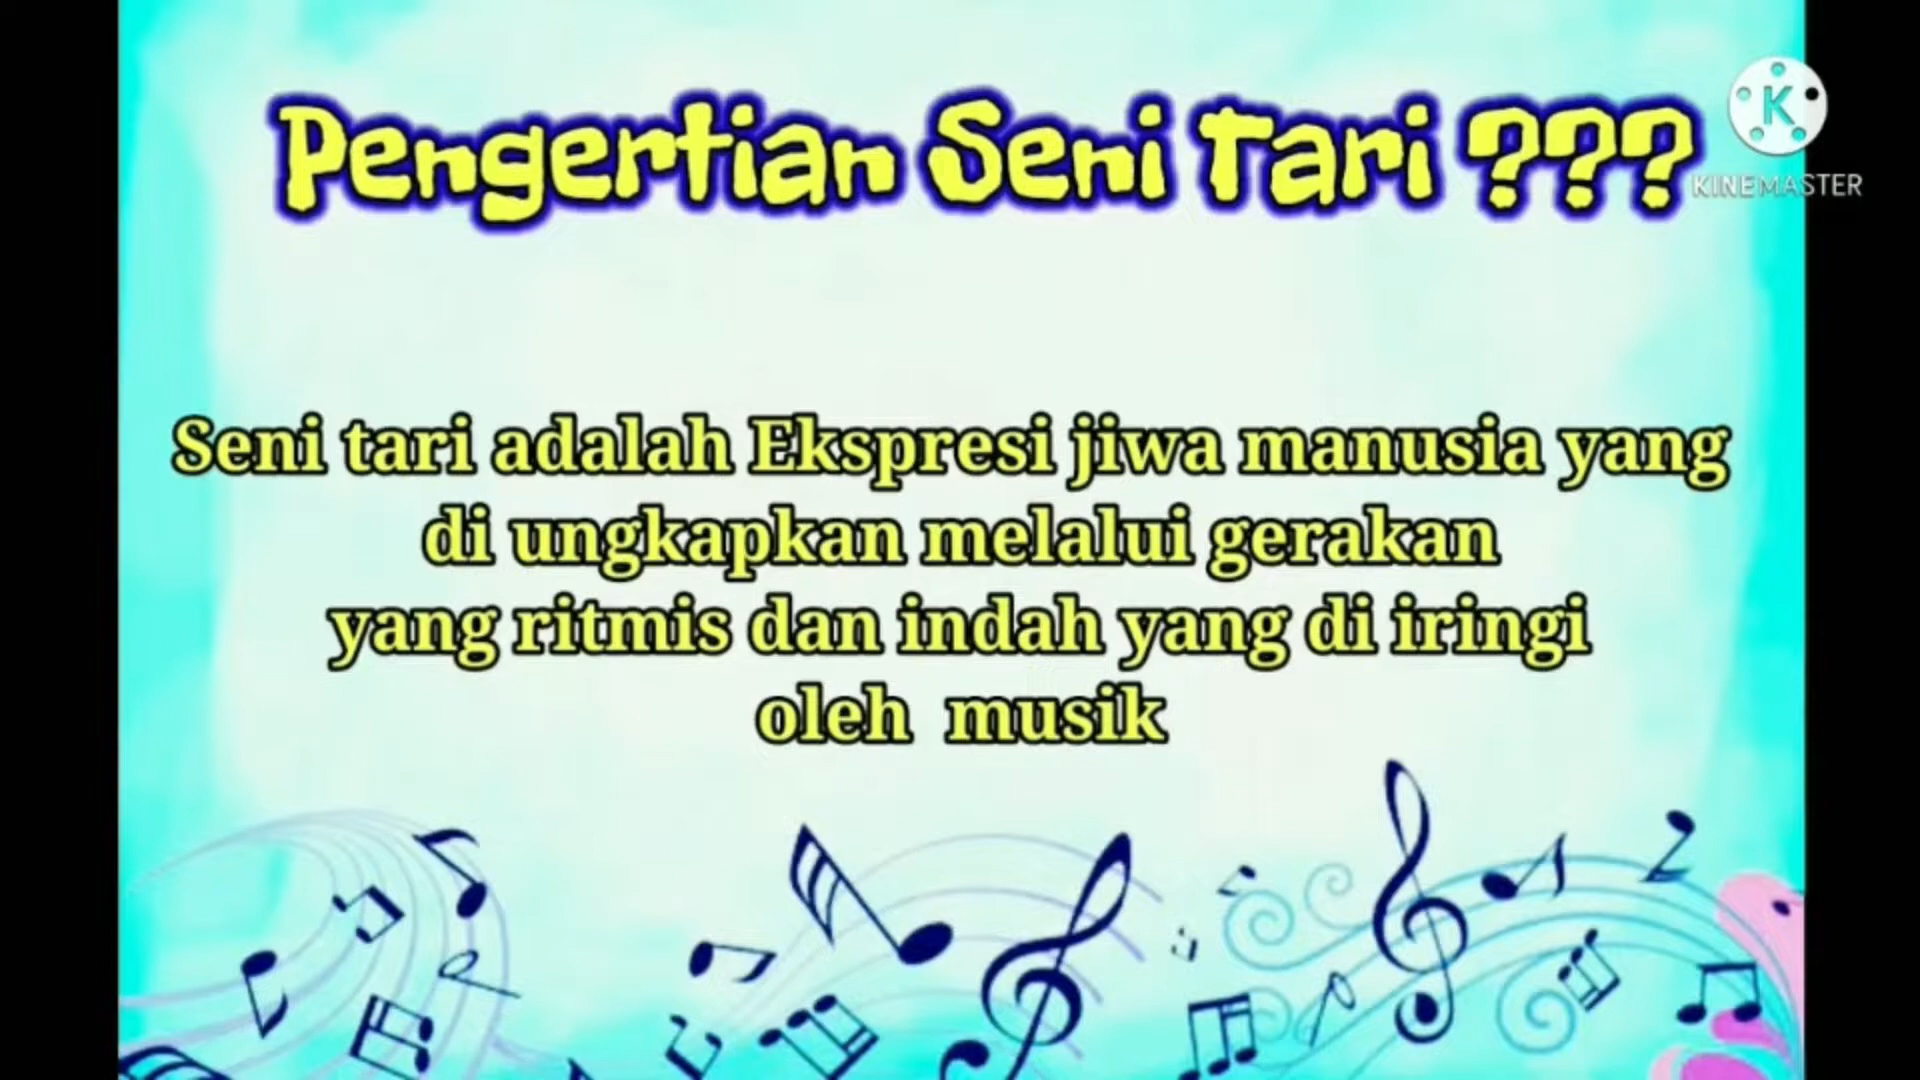 Pengertian Seni Tari ???
K
KINEMASTER
Seni tari adalah Ekspresi jiwa manusia yang
di ungkapkan melalui gerakan
yang ritmis dan indah yang di iringi
oleh musik